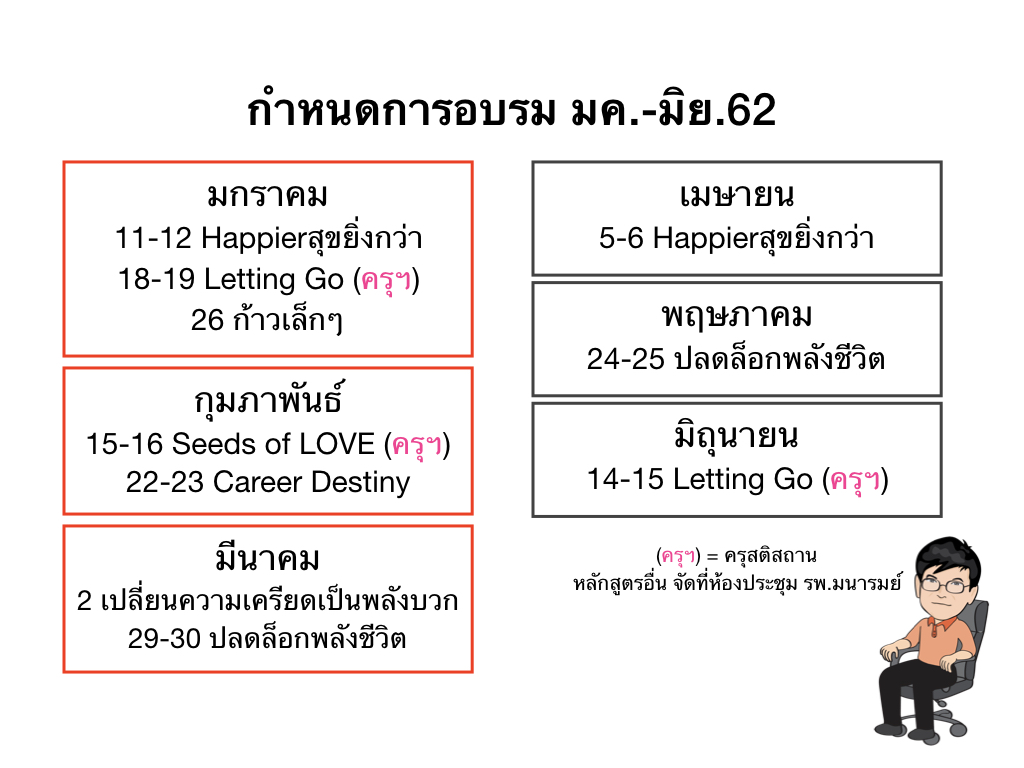 กำหนดการอบรม มค.-มิย.62
มกราคม
11-12 Happierสุขยิ่งกว่า
18-19 Letting Go (ครุฯ)
26 ก้าวเล็กๆ
กุมภาพันธ์
15-16 Seeds of LOVE (ครุฯ)
22-23 Career Destiny
มีนาคม
2 เปลี่ยนความเครียดเป็นพลังบวก
29-30 ปลดล็อกพลังชีวิต
เมษายน
5-6 Happierสุขยิ่งกว่า
พฤษภาคม
24-25 ปลดล็อกพลังชีวิต
มิถุนายน
14-15 Letting Go (ครุฯ)
(ครุฯ) = ครุสติสถาน
หลักสูตรอื่น จัดที่ห้องประชุม รพ.มนารมย์